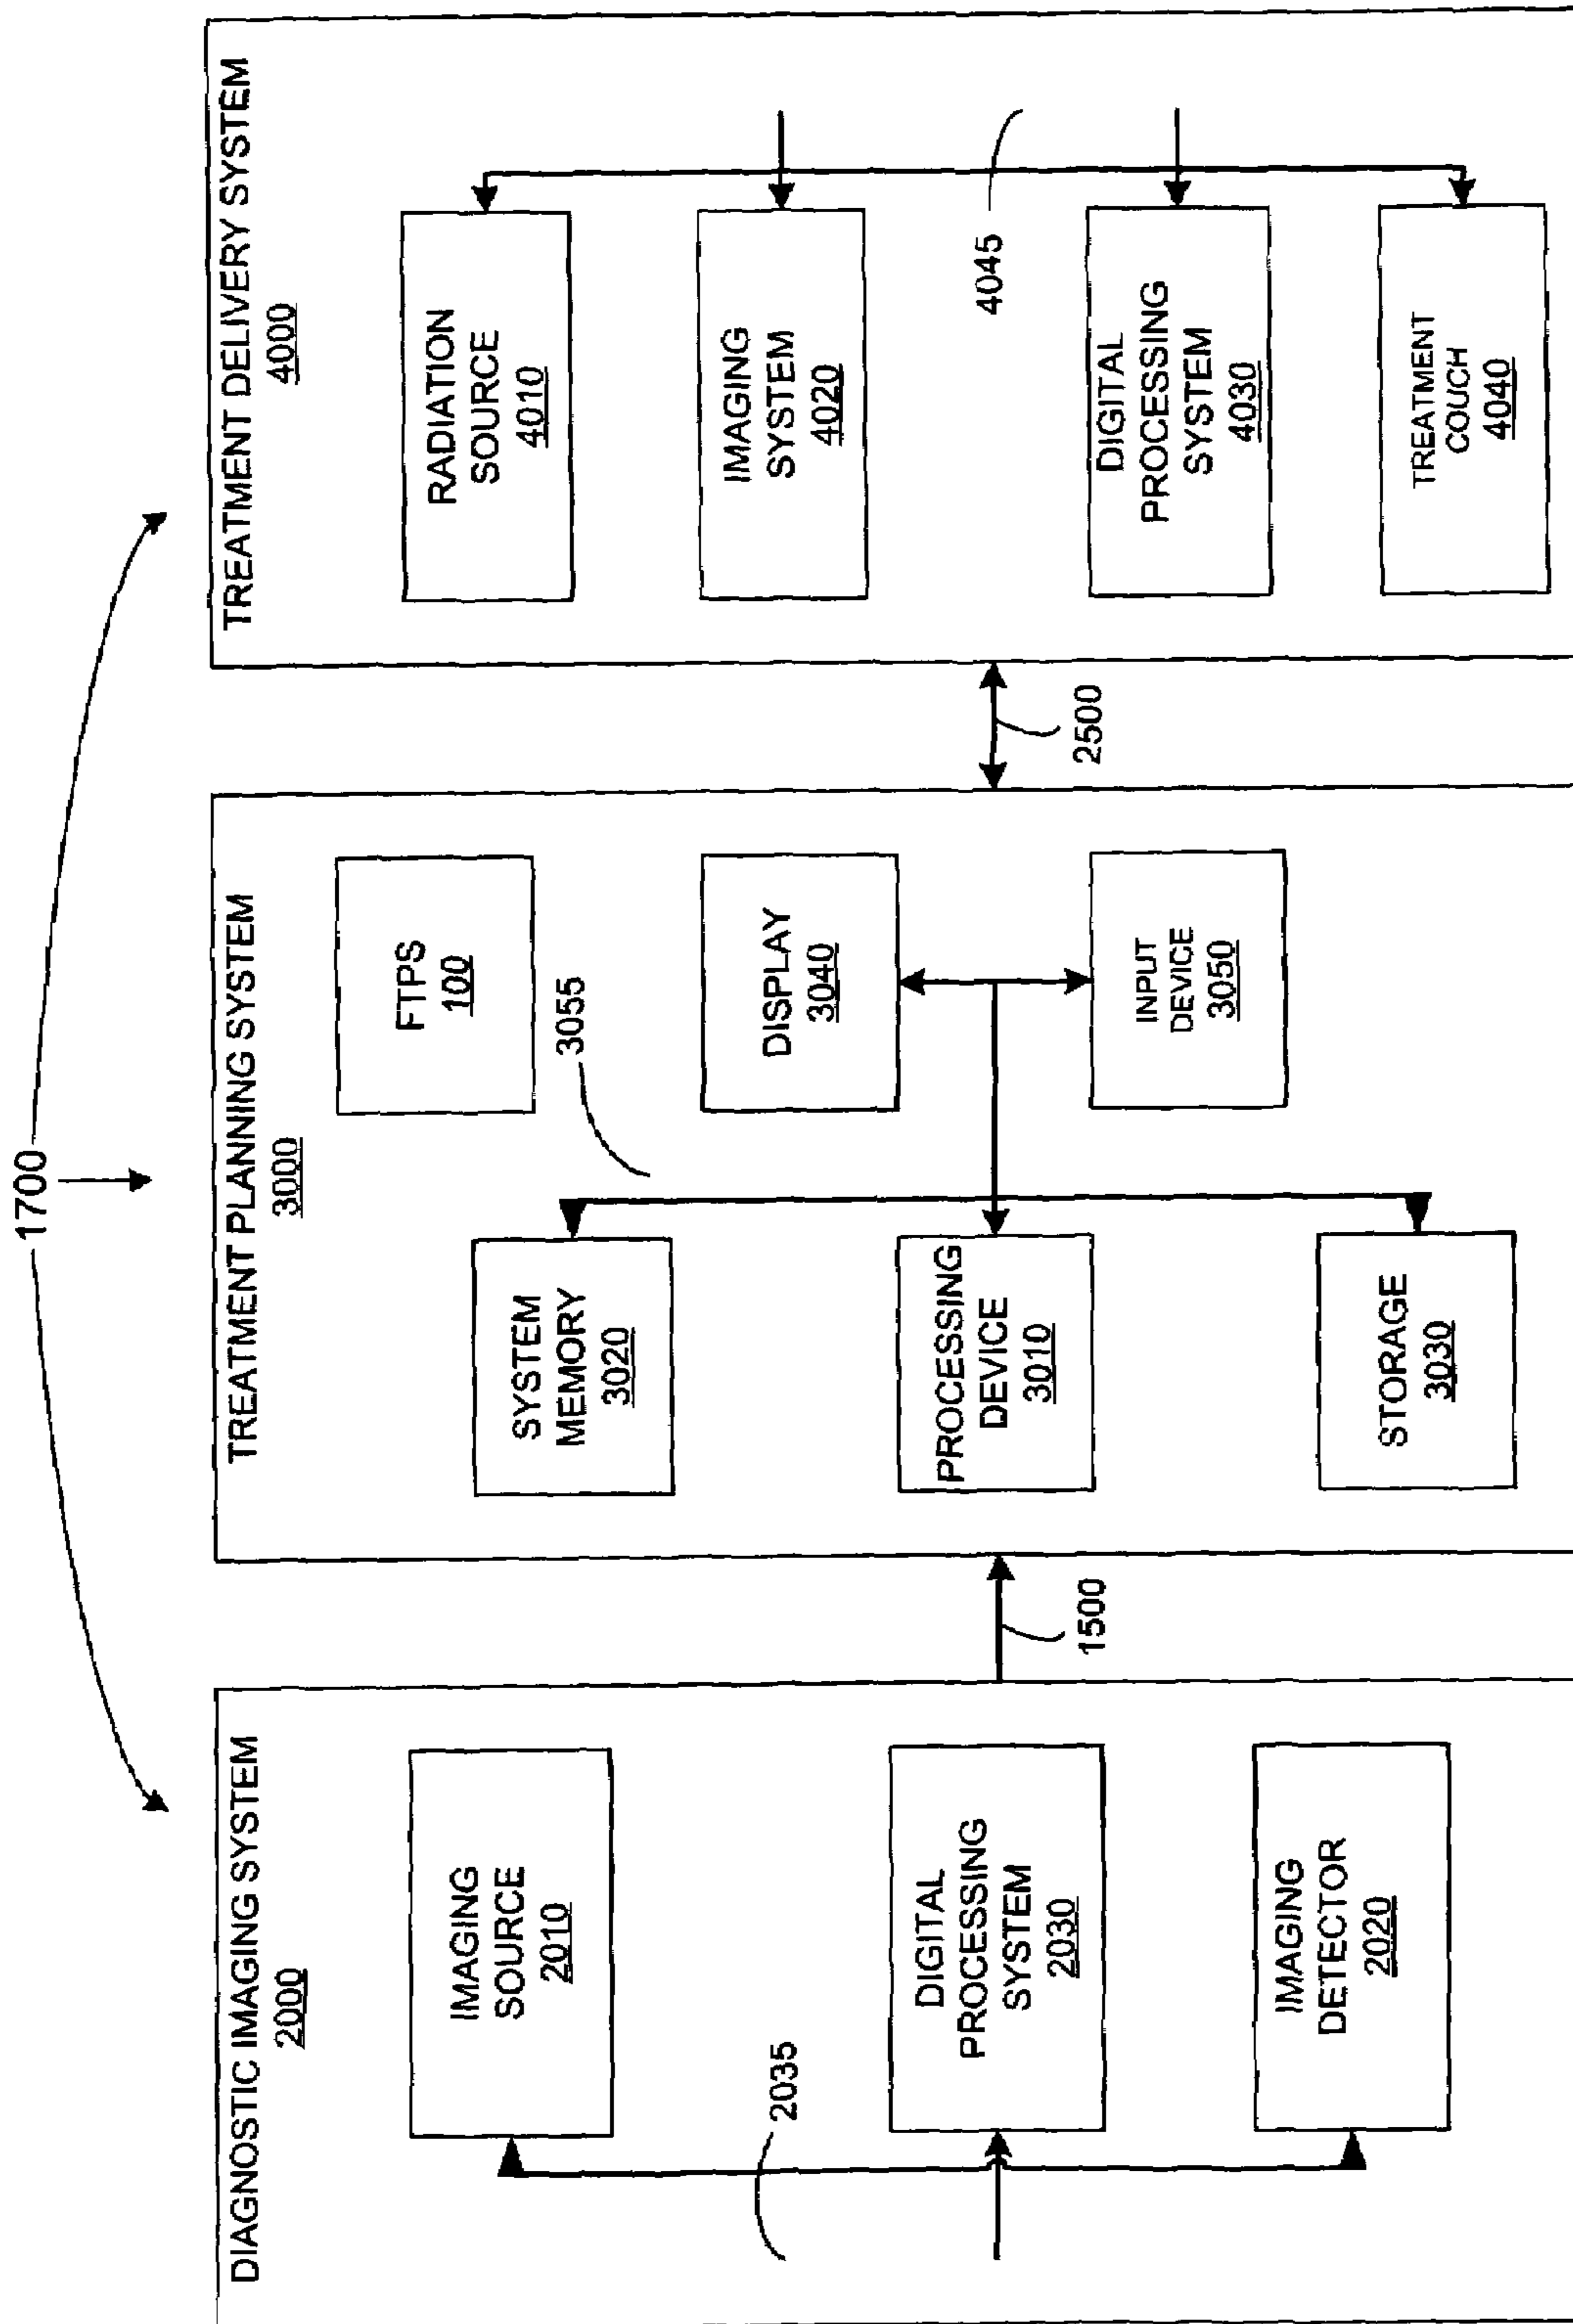 1700
DIAGNOSTIC IMAGING SYSTEM
2000
IMAGING
SOURCE
2010
2035
DIGITAL
PROCESSING
SYSTEM
2030
IMAGING
DETECTOR
2020
1500
TREATMENT PLANNING SYSTEM
3000
SYSTEM
MEMORY
3020
FTPS
100
3055
PROCESSING
DEVICE
3010
DISPLAY
3040
STORAGE
3030
INPUT
DEVICE
3050
2500
TREATMENT DELIVERY SYSTEM
4000
RADIATION
SOURCE
4010
IMAGING
SYSTEM
4020
4045
DIGITAL
PROCESSING
SYSTEM
4030
TREATMENT
COUCH
4040